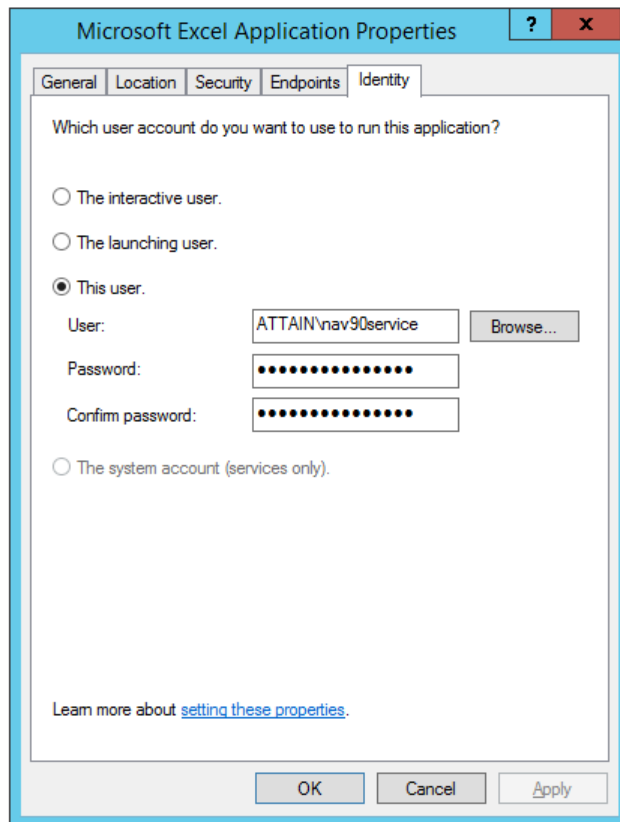 Microsoft Excel Application Properties
? x
General Location Security Endpoints Identity
Which user account do you want to use to run this application?
The interactive user.
The launching user.
This user.
User: ATTAIN\nav90service Browse...
Password: •••••••••••••••
Confirm password: •••••••••••••••
The system account (services only).
Learn more about setting these properties.
OK Cancel Apply